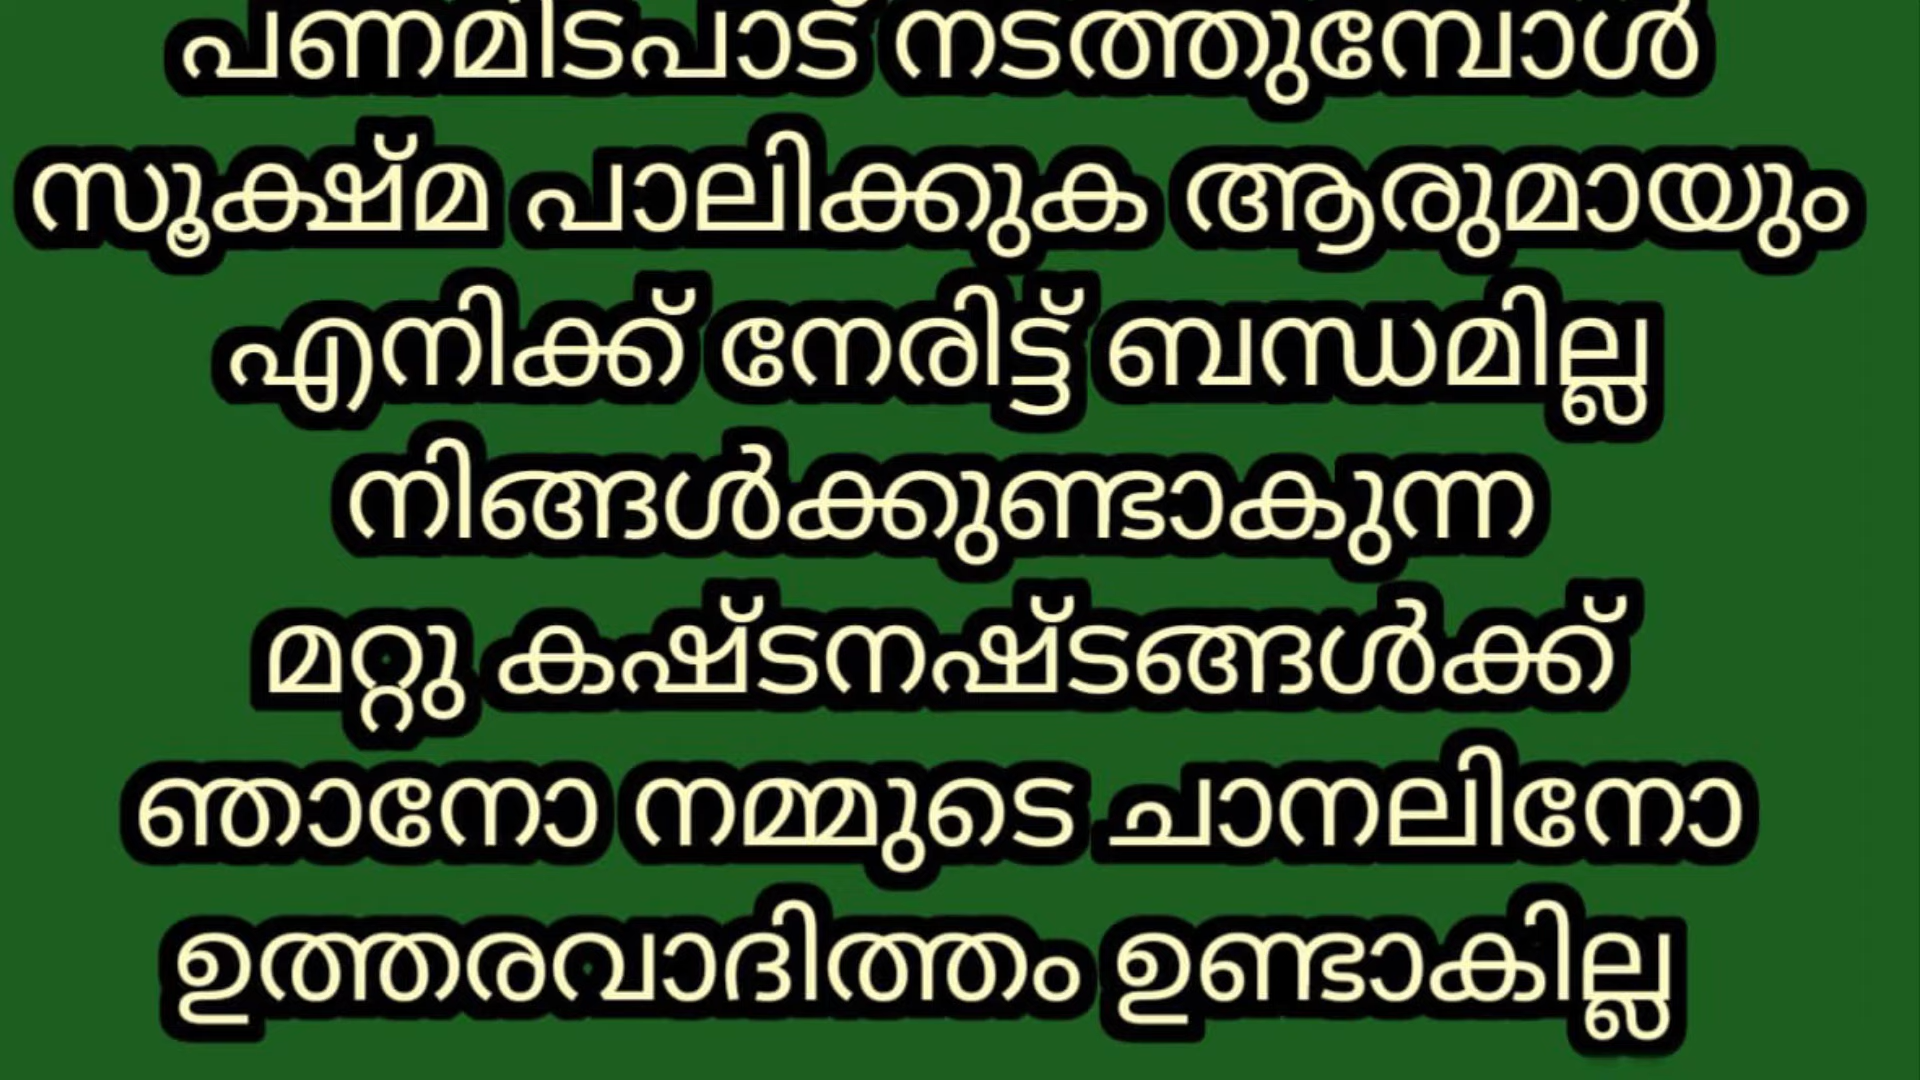 പണമിടപാട് നടത്തുമ്പോൾ
സൂക്ഷ്മ പാലിക്കുക ആരുമായും
എനിക്ക് നേരിട്ട് ബന്ധമില്ല
നിങ്ങൾക്കുണ്ടാകുന്ന
മറ്റു കഷ്ടനഷ്ടങ്ങൾക്ക്
ഞാനോ നമ്മുടെ ചാനലിനോ
ഉത്തരവാദിത്തം ഉണ്ടാകില്ല